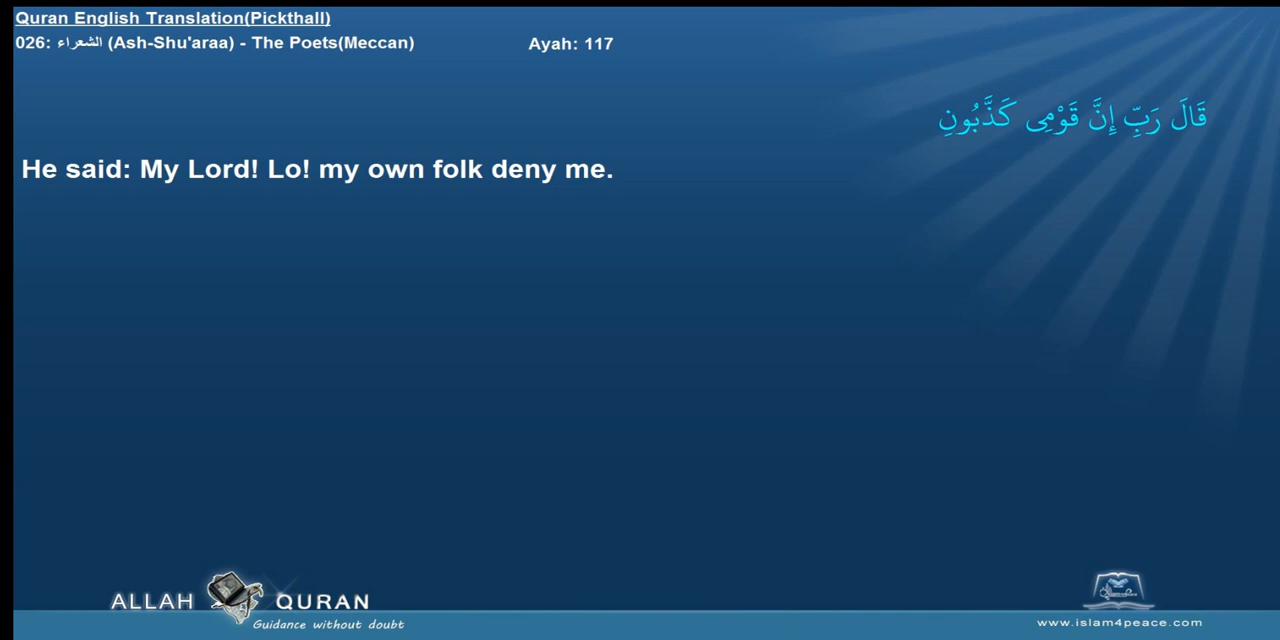 Quran English Translation(Pickthall)
026: الشعراء (Ash-Shu'araa) - The Poets(Meccan) Ayah: 117
قَالَ رَبِّ إِنَّ قَوْمِى كَذَّبُونِ
He said: My Lord! Lo! my own folk deny me.
ALLAH QURAN
Guidance without doubt
www.islam4peace.com